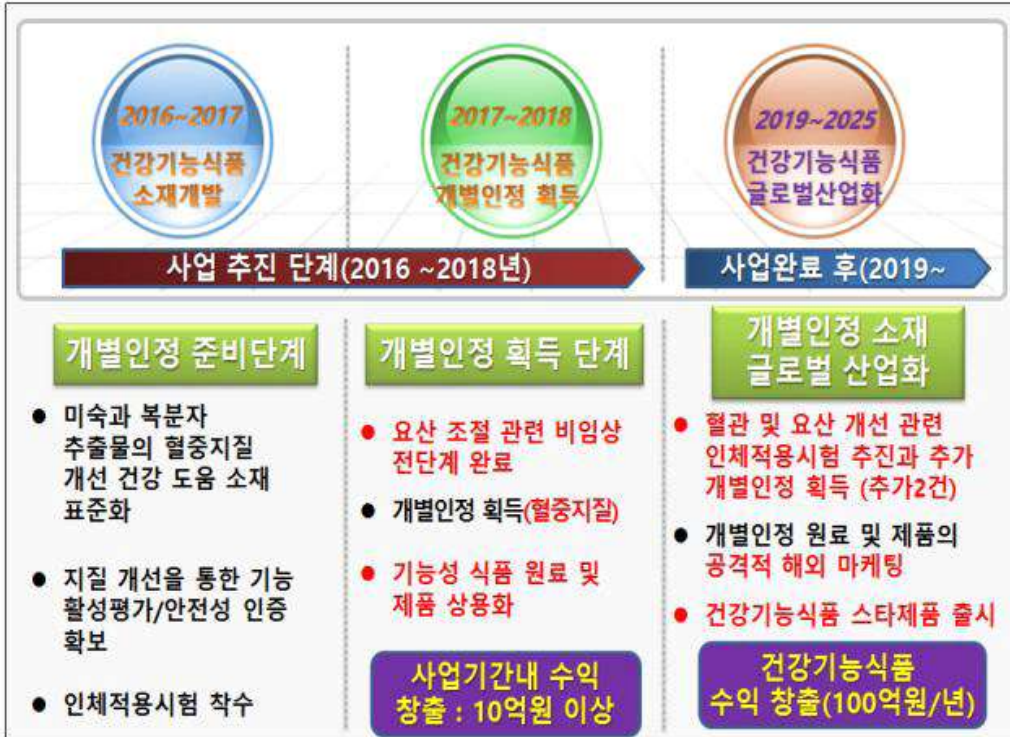 2016~2017
건강기능식품
소재개발
2017~2018
건강기능식품
개별인정 획득
2019~2025
건강기능식품
글로벌산업화
사업 추진 단계(2016 ~2018년)
사업완료 후(2019~
개별인정 준비단계
● 미숙과 복분자
추출물의 혈중지질
개선 건강 도움 소재
표준화
● 지질 개선을 통한 기능
활성평가/안전성 인증
확보
● 인체적용시험 착수
개별인정 획득 단계
● 요산 조절 관련 비임상
전단계 완료
● 개별인정 획득(혈중지질)
● 기능성 식품 원료 및
제품 상용화
사업기간내 수익
창출 : 10억원 이상
개별인정 소재
글로벌 산업화
● 혈관 및 요산 개선 관련
인체적용시험 추진과 추가
개별인정 획득 (추가2건)
● 개별인정 원료 및 제품의
공격적 해외 마케팅
● 건강기능식품 스타제품 출시
건강기능식품
수익 창출(100억원/년)